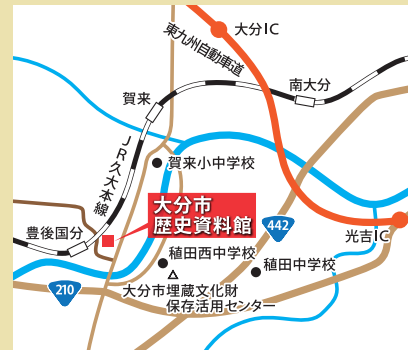 大分IC
東九州自動車道
南大分
賀来
JR久大本線
賀来小中学校
大分市
歴史資料館
442
豊後国分
光吉IC
稙田西中学校
稙田中学校
210
大分市埋蔵文化財
保存活用センター